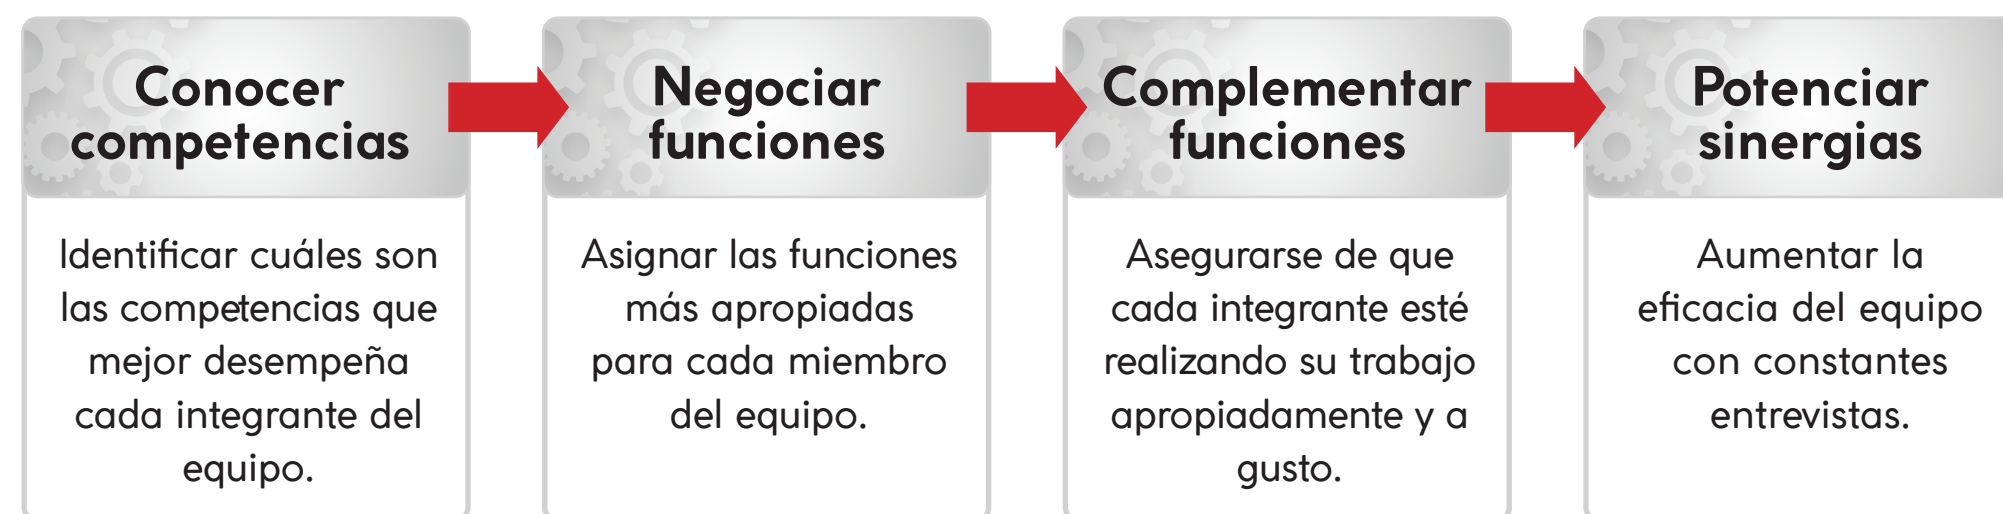 Conocer
competencias
Identificar cuáles son
las competencias que
mejor desempeña
cada integrante del
equipo.
Negociar
funciones
Asignar las funciones
más apropiadas
para cada miembro
del equipo.
Complementar
funciones
Asegurarse de que
cada integrante esté
realizando su trabajo
apropiadamente y a
gusto.
Potenciar
sinergias
Aumentar la
eficacia del equipo
con constantes
entrevistas.